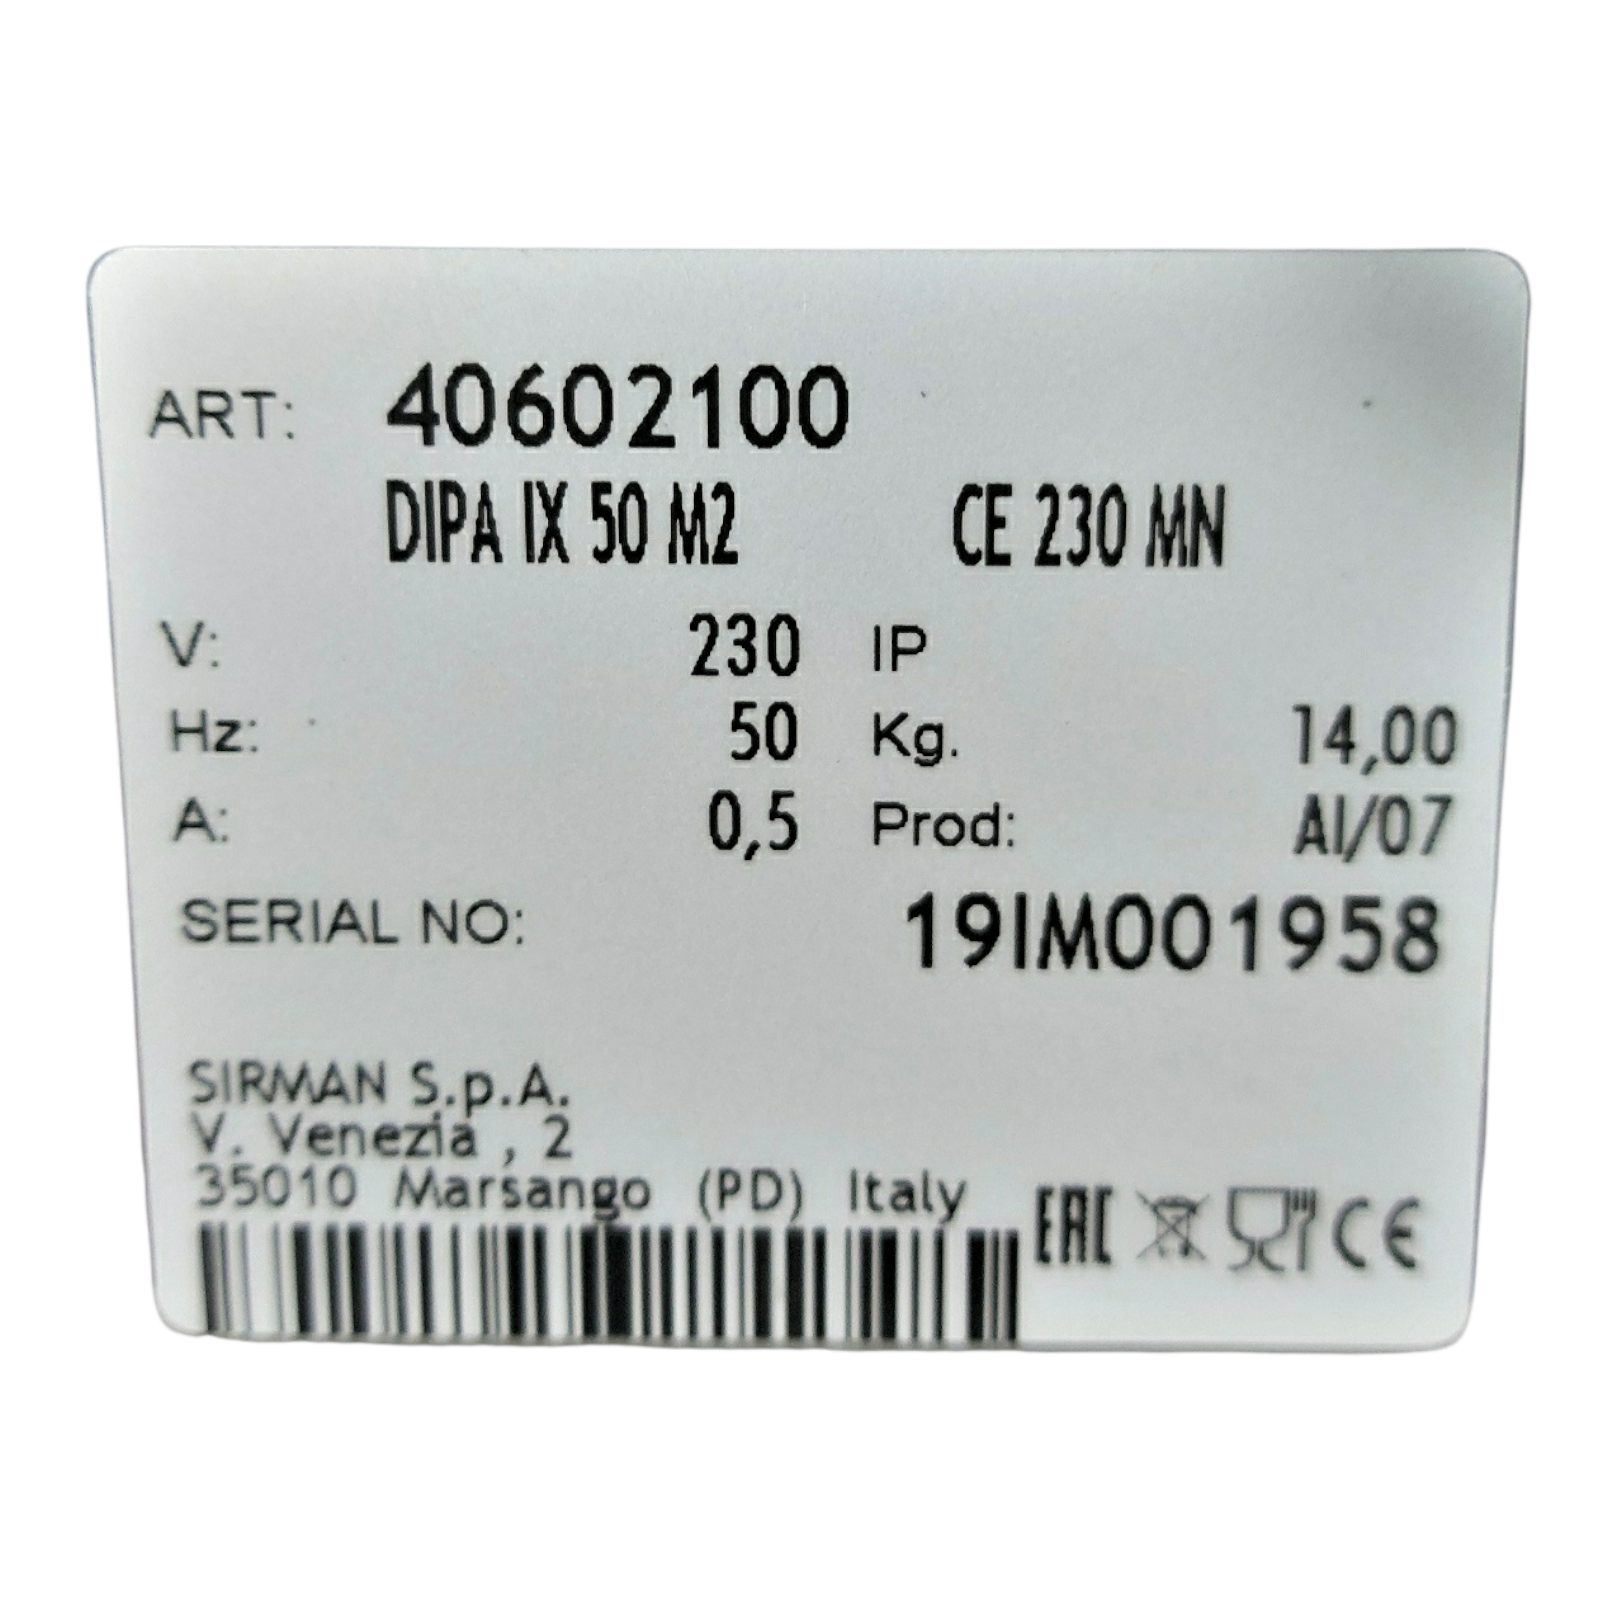 ART: 40602100
DIPA IX 50 M2 CE 230 MN
V: 230 IP
Hz: 50 Kg. 14,00
A: 0,5 Prod: AI/07
SERIAL NO: 19IM001958
SIRMAN S.p.A.
V. Venezia , 2
35010 Marsango (PD) Italy
EAC CE